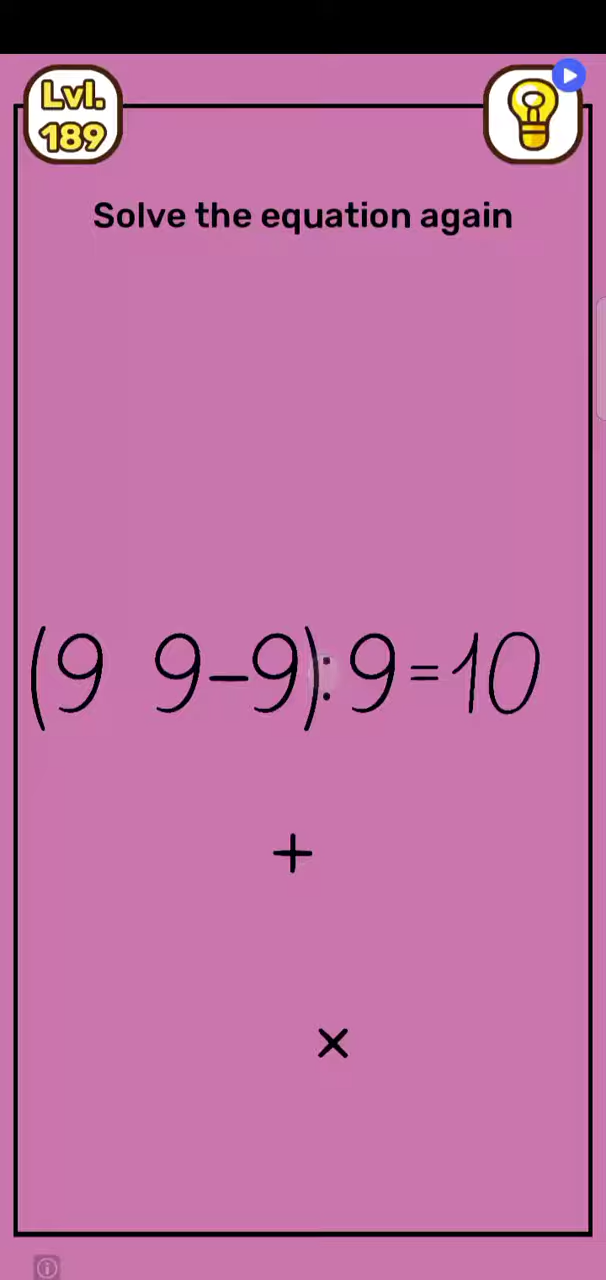 Lvl.
189
Solve the equation again
(9 9-9):9=10
+
×